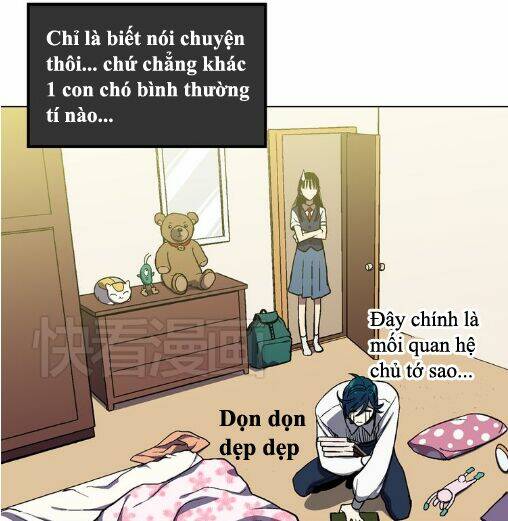 Chỉ là biết nói chuyện
thôi... chứ chẳng khác
1 con chó bình thường
tí nào...
Đây chính là
mối quan hệ
chủ tớ sao...
Dọn dọn
dẹp dẹp
快看漫画